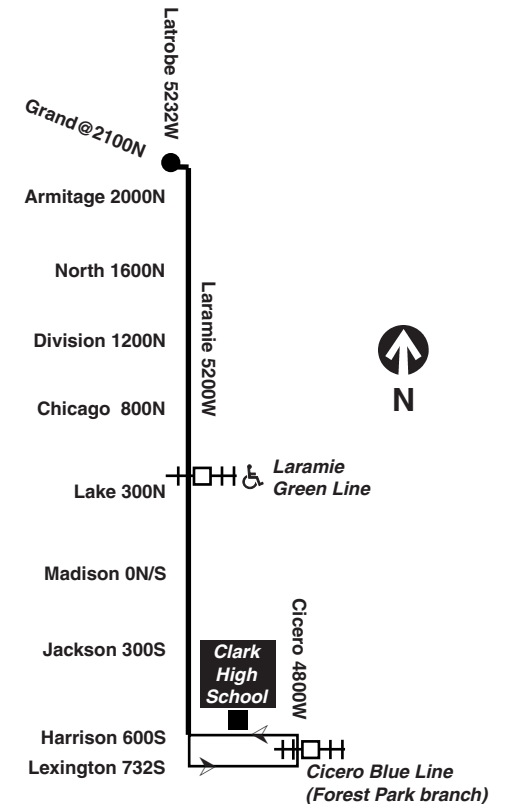 Latrobe 5232W
Grand@2100N
Armitage 2000N
North 1600N
Laramie 5200W
Division 1200N
N
Chicago 800N
Laramie
Green Line
Lake 300N
Madison 0N/S
Cicero 4800W
Jackson 300S
Clark
High
School
Harrison 600S
Lexington 732S
Cicero Blue Line
(Forest Park branch)